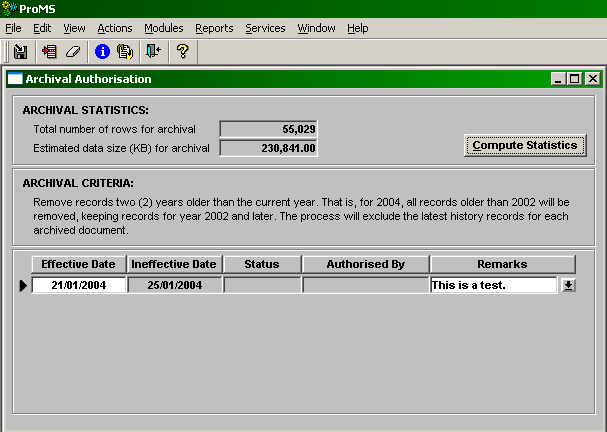 ProMS
File Edit View Actions Modules Reports Services Window Help
Archival Authorisation
ARCHIVAL STATISTICS:
Total number of rows for archival 55,029
Estimated data size (KB) for archival 230,841.00
Compute Statistics
ARCHIVAL CRITERIA:
Remove records two (2) years older than the current year. That is, for 2004, all records older than 2002 will be
removed, keeping records for year 2002 and later. The process will exclude the latest history records for each
archived document.
Effective Date Ineffective Date Status Authorised By Remarks
21/01/2004 25/01/2004 This is a test.